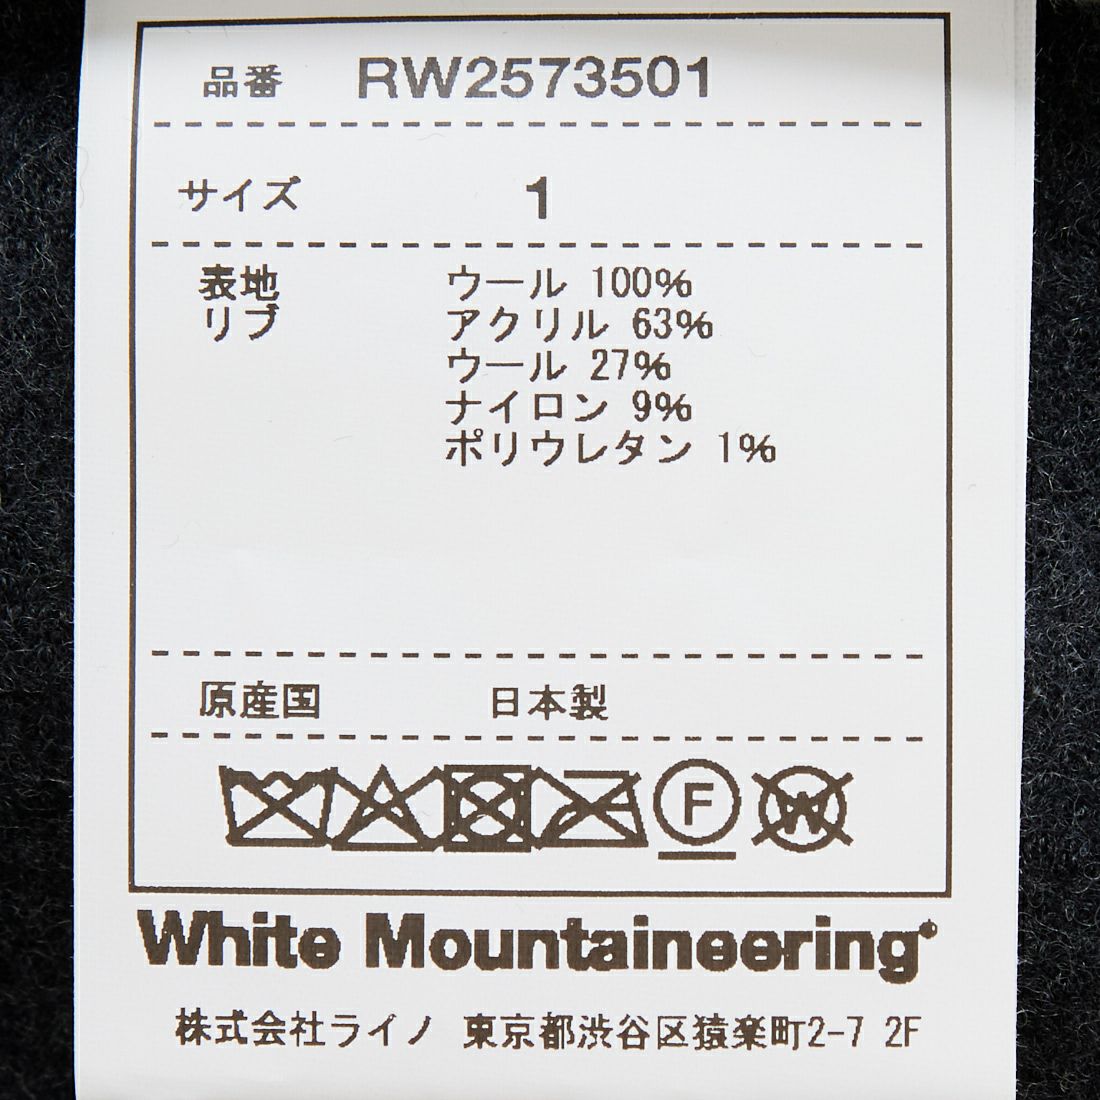 品番 RW2573501
サイズ 1
表地 ウール 100%
リブ アクリル 63%
ウール 27%
ナイロン 9%
ポリウレタン 1%
原産国 日本製
F W
White Mountaineering®
株式会社ライノ 東京都渋谷区猿楽町2-7 2F